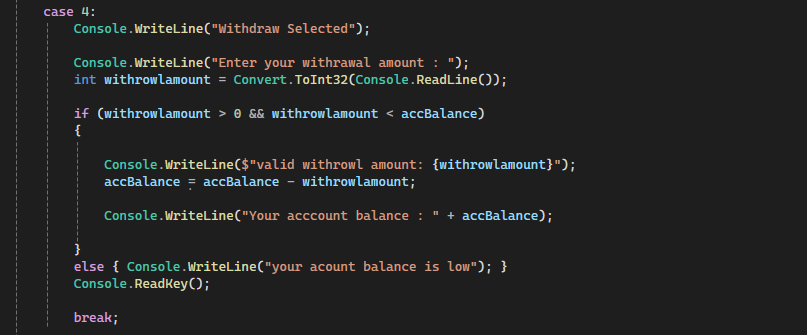 case 4:
Console.WriteLine("Withdraw Selected");
Console.WriteLine("Enter your withrawal amount : ");
int withrowlamount = Convert.ToInt32(Console.ReadLine());
if (withrowlamount > 0 && withrowlamount < accBalance)
{
Console.WriteLine($"valid withrowl amount: {withrowlamount}");
accBalance = accBalance - withrowlamount;
Console.WriteLine("Your acccount balance : " + accBalance);
}
else { Console.WriteLine("your acount balance is low"); }
Console.ReadKey();
break;